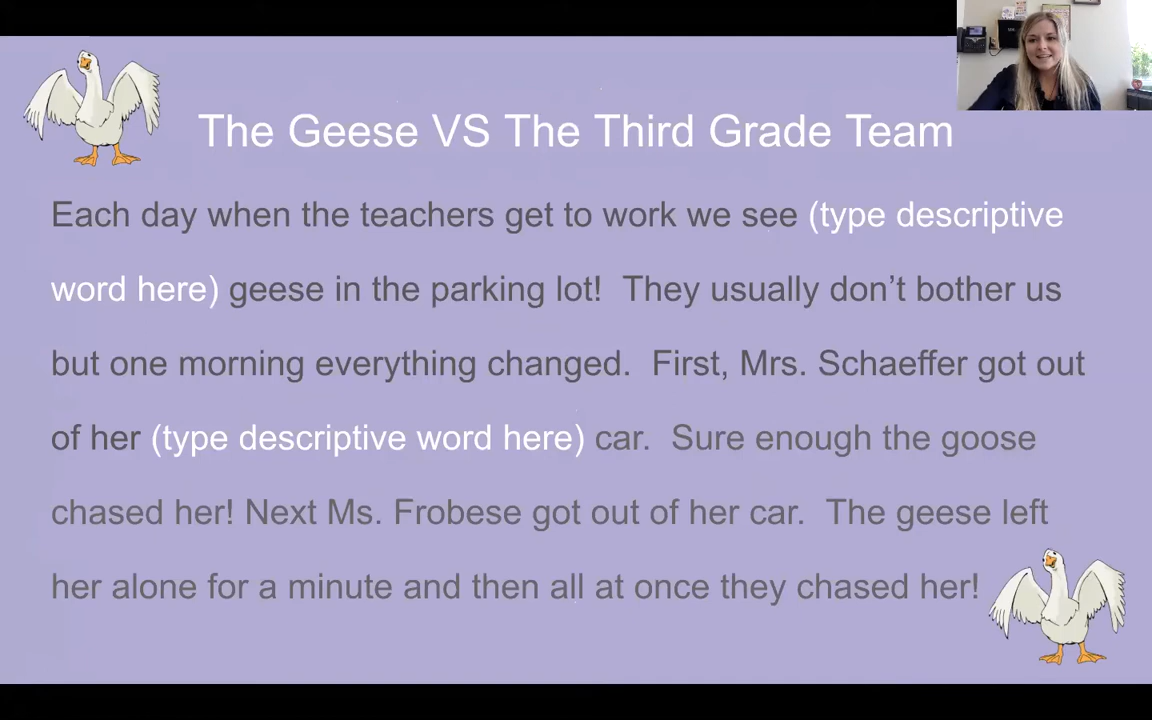 The Geese VS The Third Grade Team
Each day when the teachers get to work we see (type descriptive
word here) geese in the parking lot!  They usually don’t bother us
but one morning everything changed.  First, Mrs. Schaeffer got out
of her (type descriptive word here) car.  Sure enough the goose
chased her! Next Ms. Frobese got out of her car.  The geese left
her alone for a minute and then all at once they chased her!